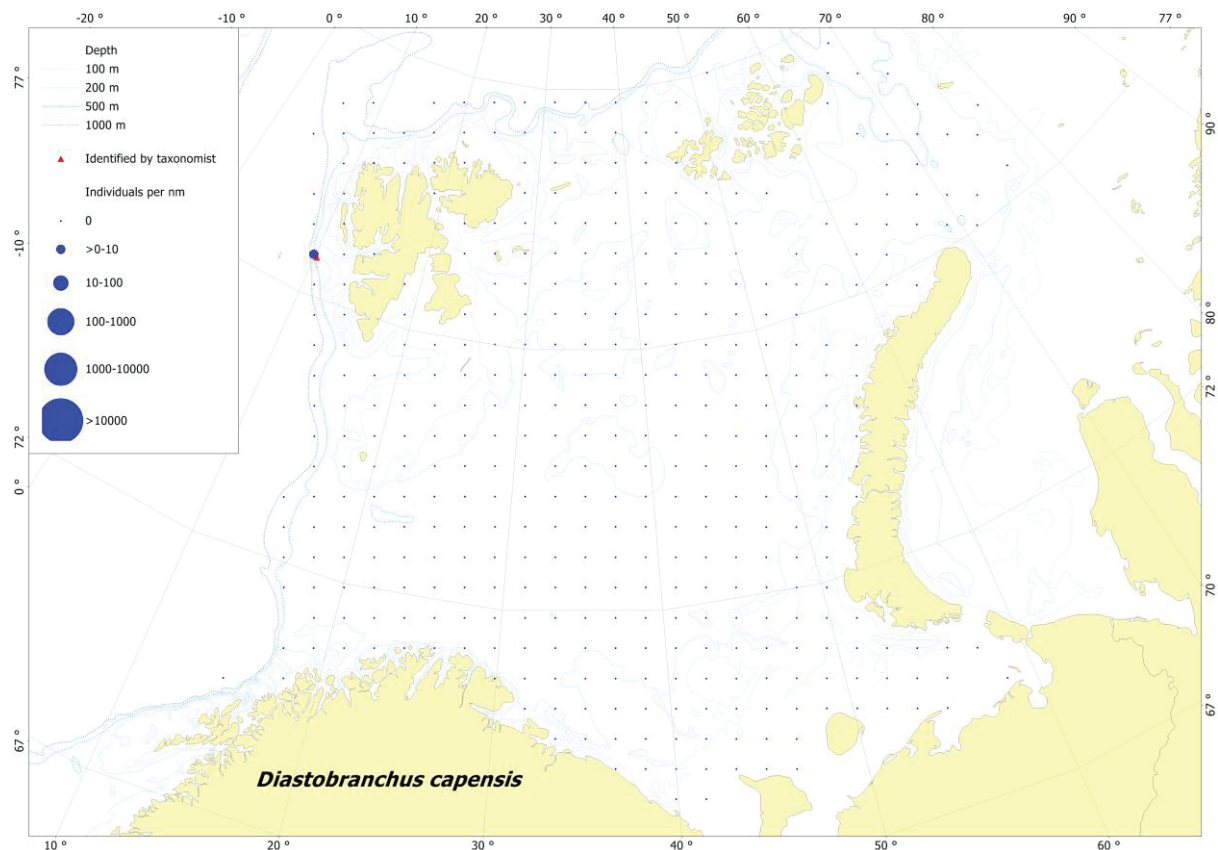 -20 ° -10 ° 0 ° 10 ° 20 ° 30 ° 40 ° 50 ° 60 ° 70 ° 80 ° 90 ° 77 °
Depth
100 m
200 m
500 m
1000 m
Identified by taxonomist
Individuals per nm
0
>0-10
10-100
100-1000
1000-10000
>10000
77 °
-10 °
72
0 °
67 °
90 °
80 °
72 °
70 °
67 °
Diastobranchus capensis
10 ° 20 ° 30 ° 40 ° 50 ° 60 °